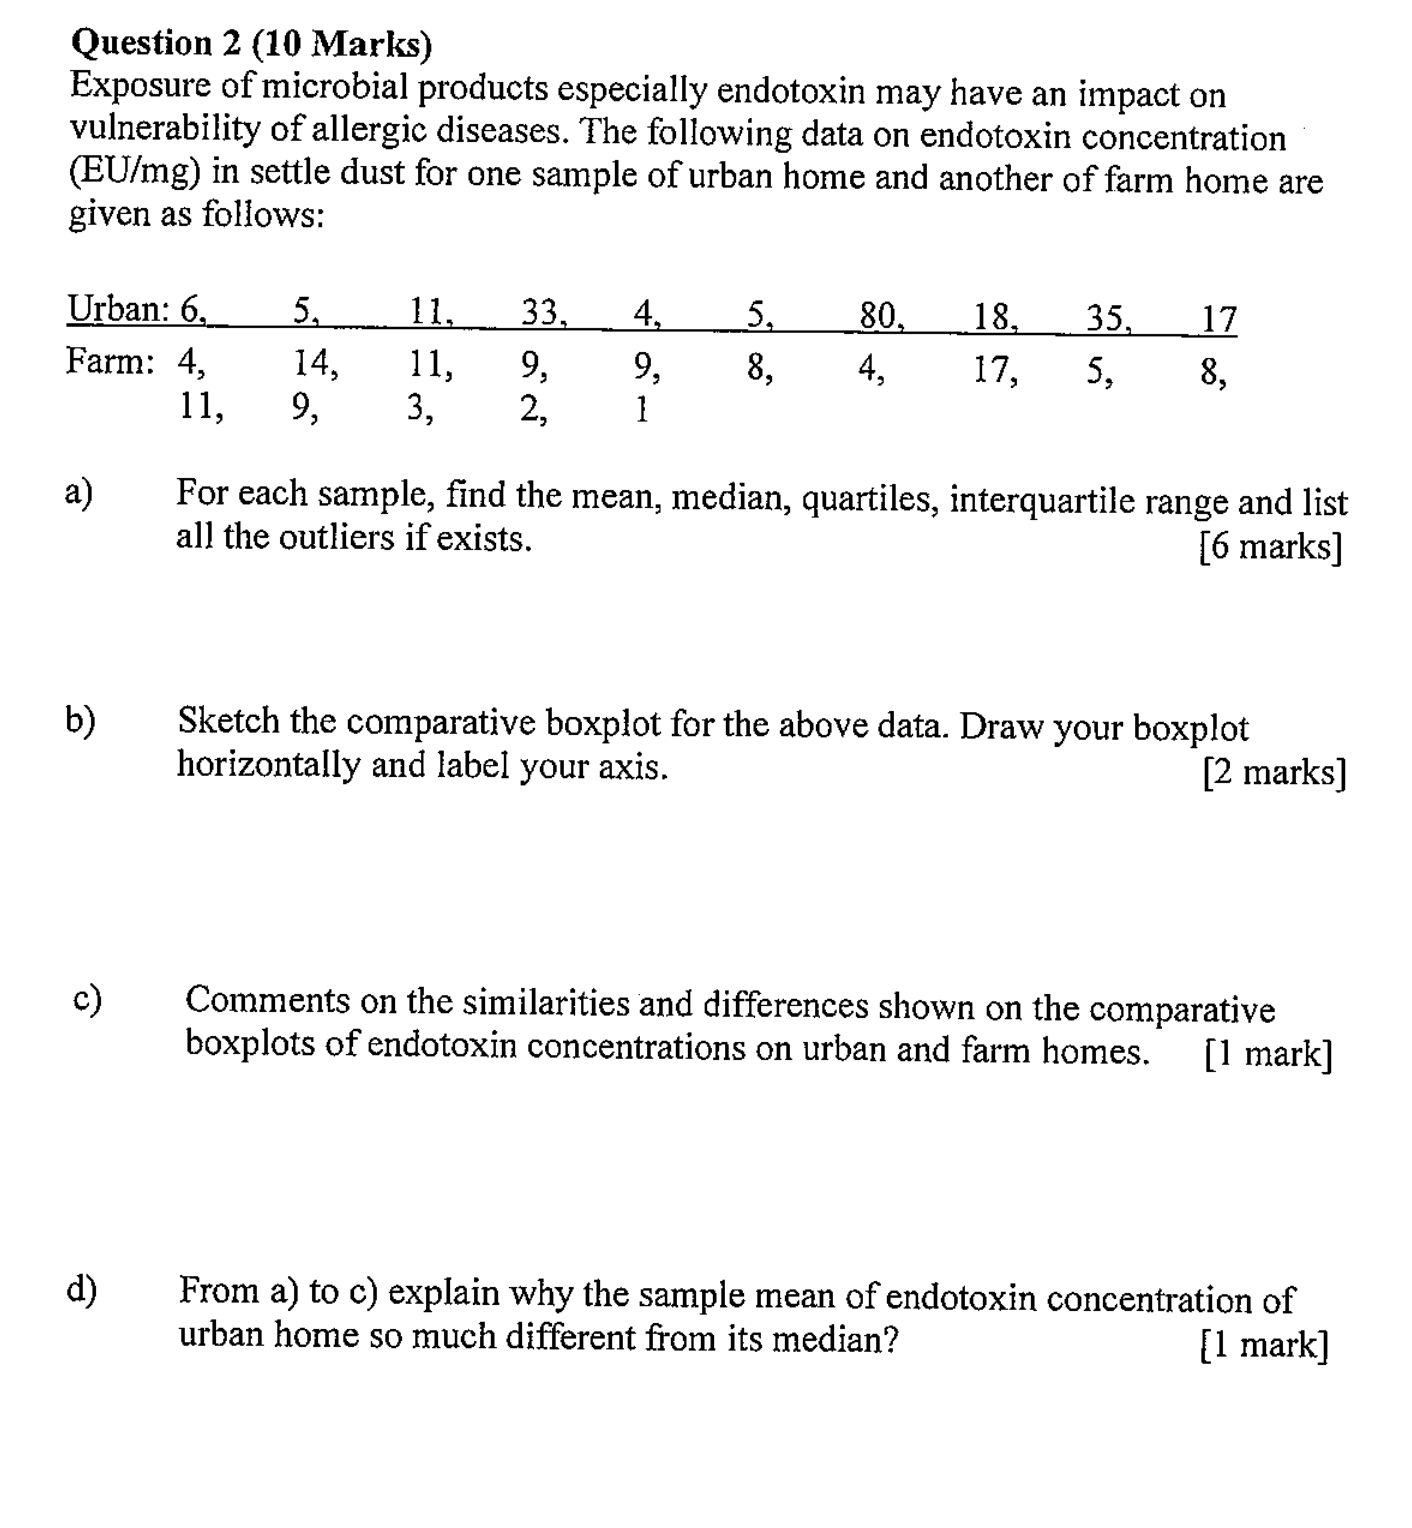 Question 2 (10 Marks)
Exposure of microbial products especially endotoxin may have an impact on
vulnerability of allergic diseases. The following data on endotoxin concentration
(EU/mg) in settle dust for one sample of urban home and another of farm home are
given as follows:
Urban: 6, 5, 11, 33, 4, 5, 80, 18, 35, 17
Farm: 4, 14, 11, 9, 9, 8, 4, 17, 5, 8,
11, 9, 3, 2, 1
a) For each sample, find the mean, median, quartiles, interquartile range and list
all the outliers if exists. [6 marks]
b) Sketch the comparative boxplot for the above data. Draw your boxplot
horizontally and label your axis. [2 marks]
c) Comments on the similarities and differences shown on the comparative
boxplots of endotoxin concentrations on urban and farm homes. [1 mark]
d) From a) to c) explain why the sample mean of endotoxin concentration of
urban home so much different from its median? [1 mark]